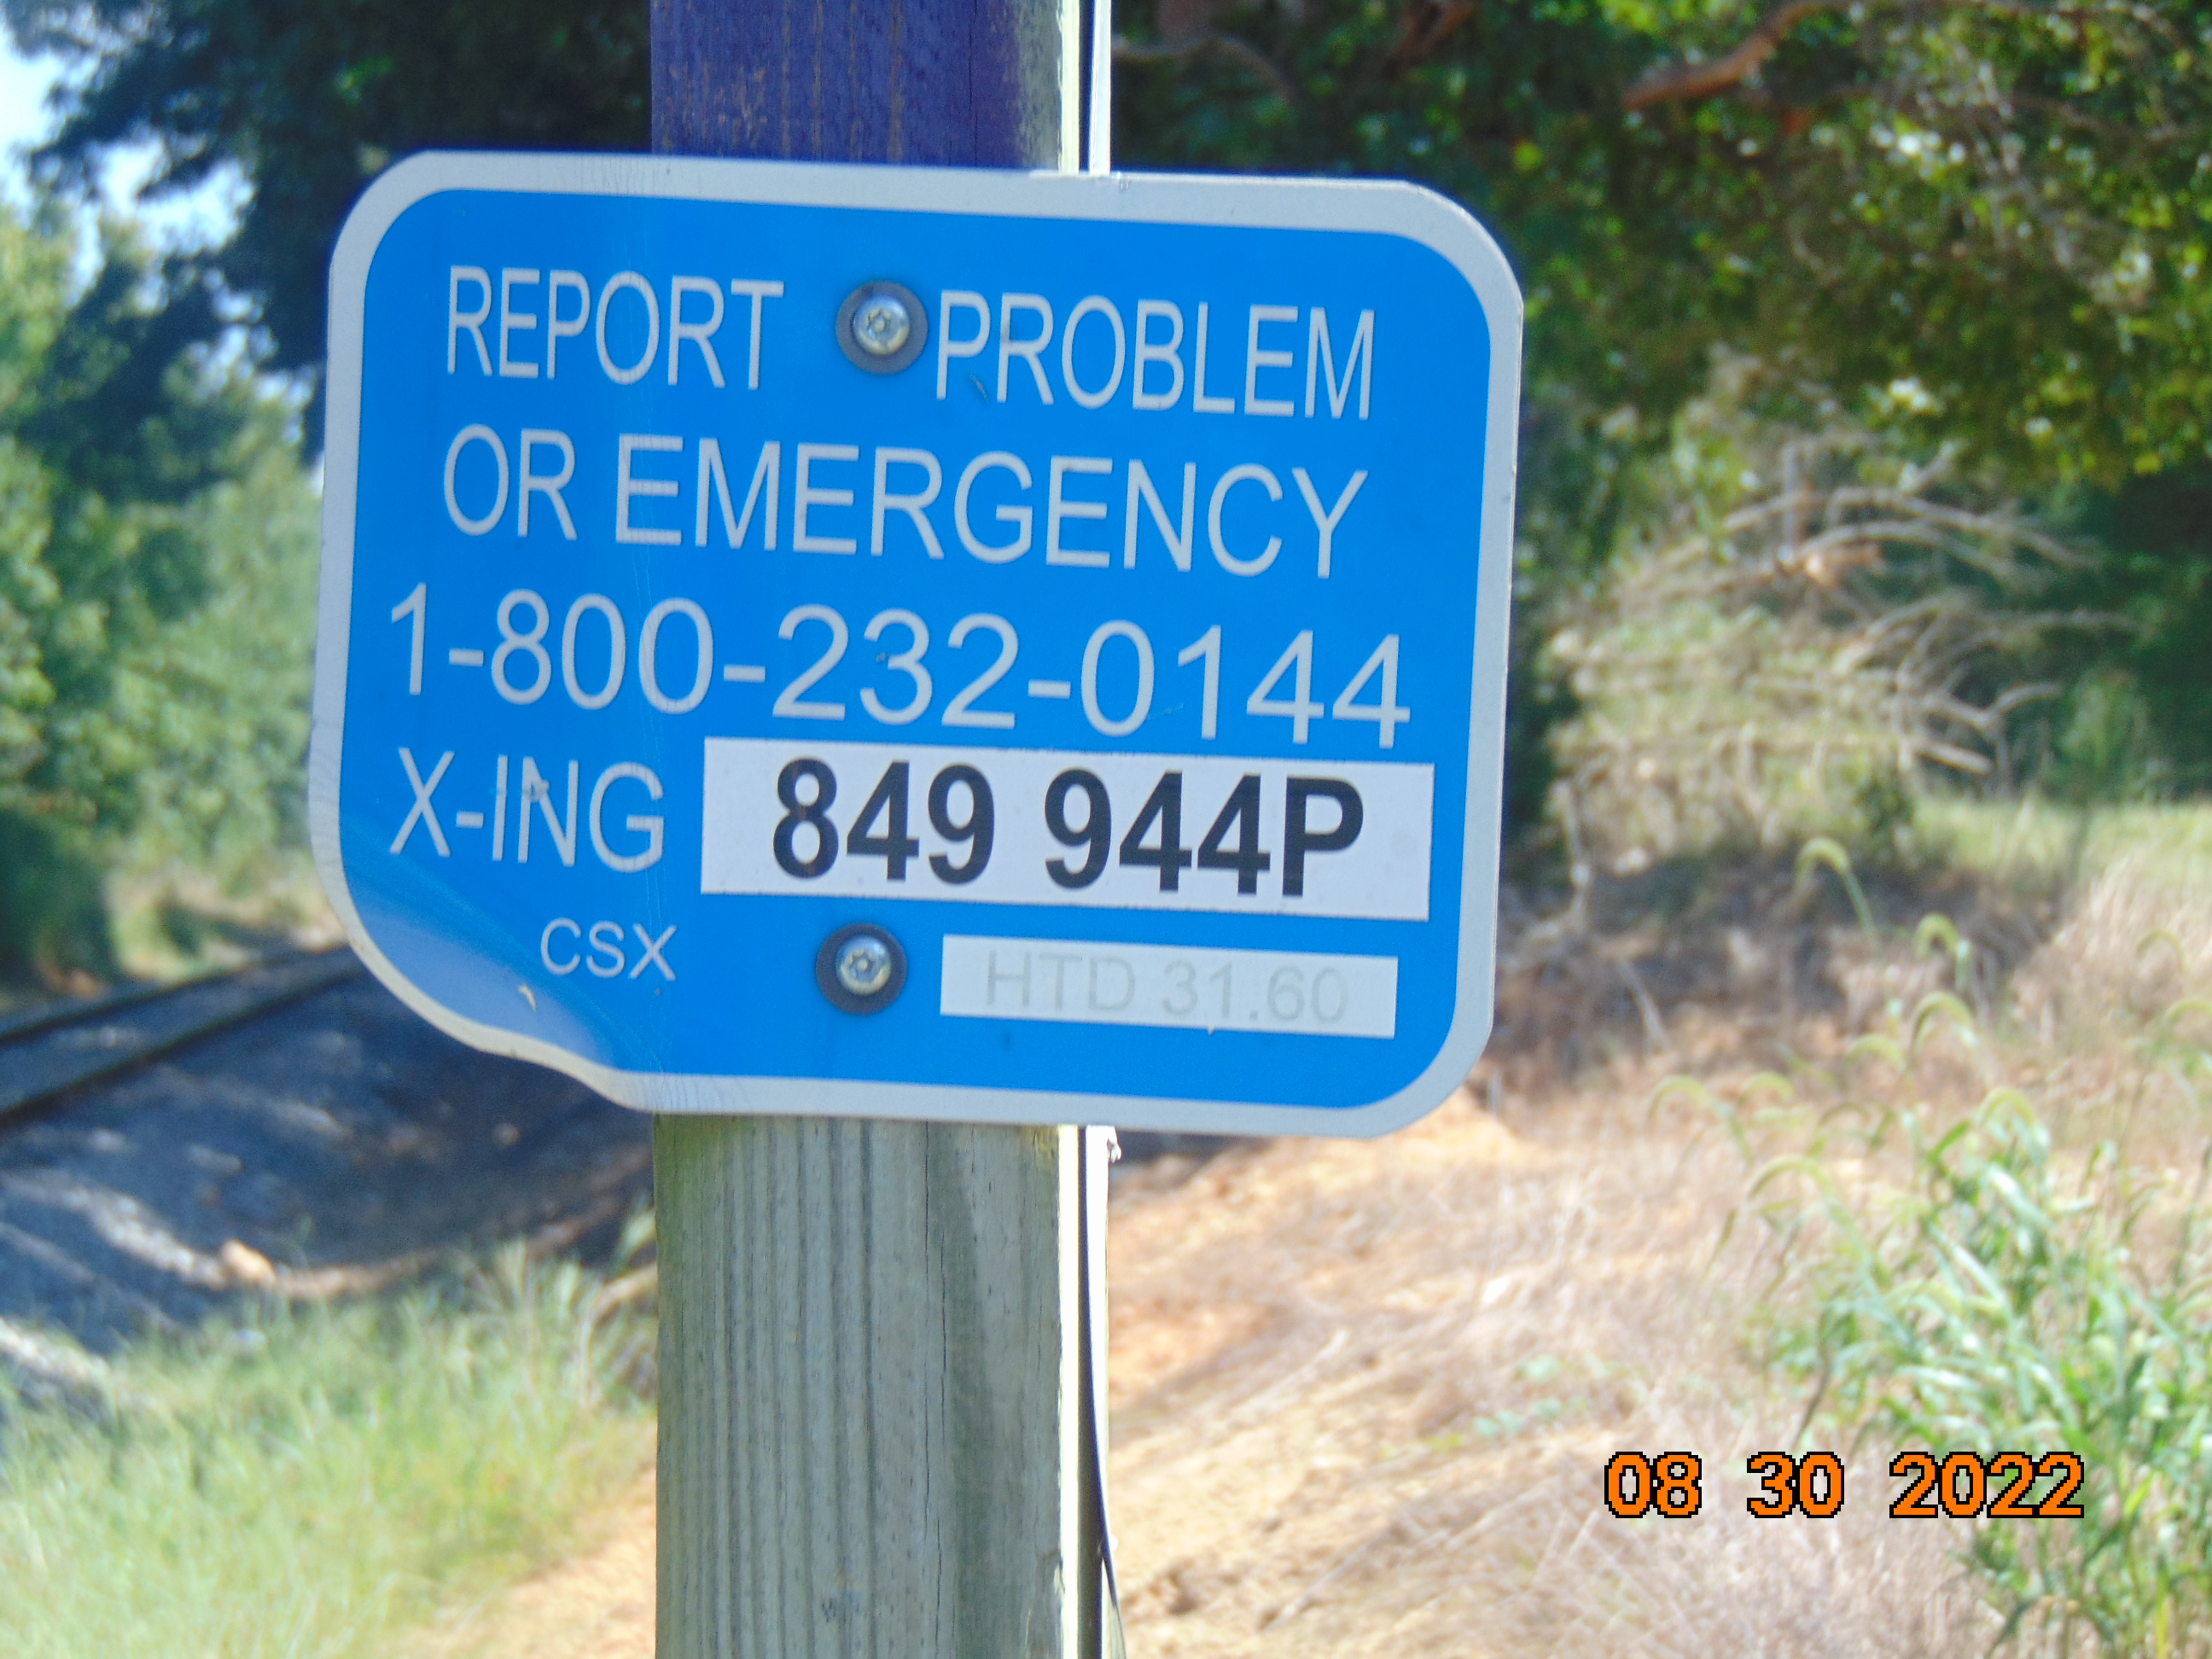 REPORT PROBLEM
OR EMERGENCY
1-800-232-0144
X-ING 849 944P
CSX HTD 31.60
08 30 2022